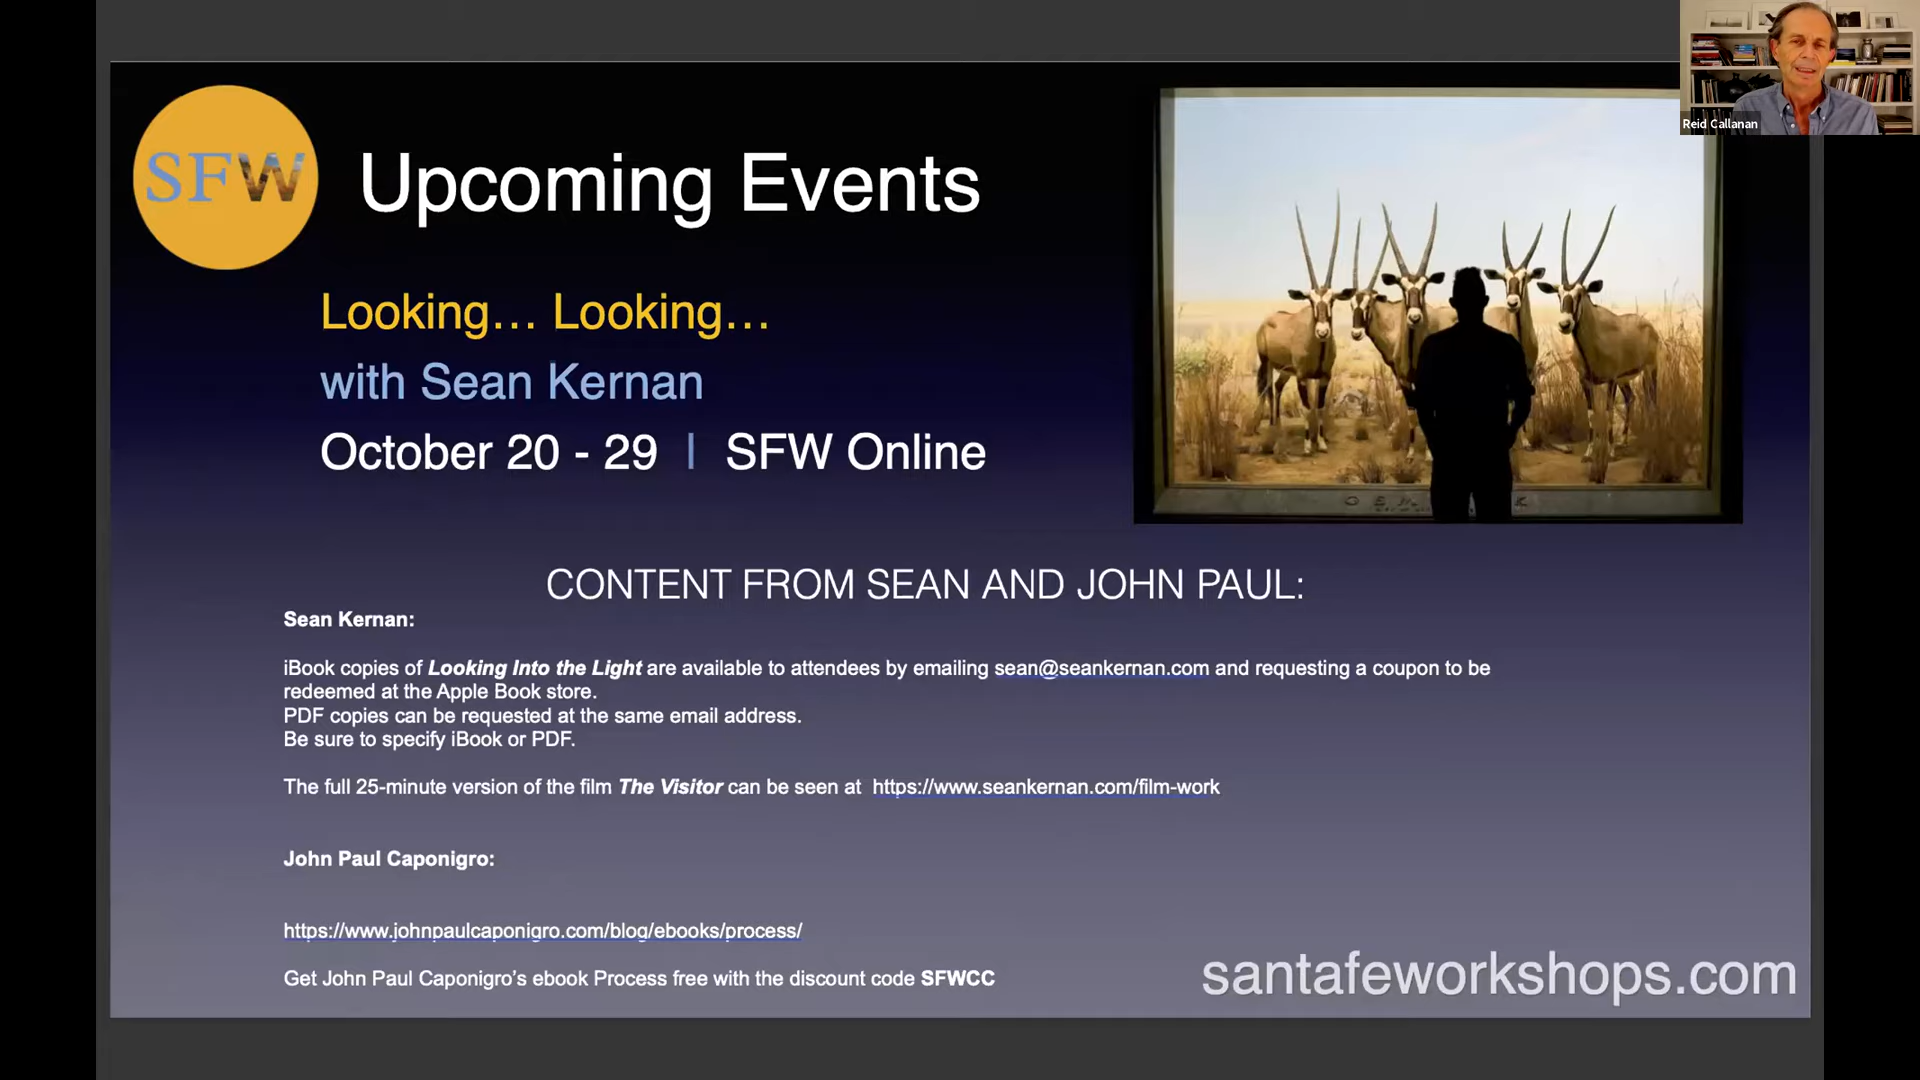 Reid Callanan
SFW
Upcoming Events
Looking… Looking…
with Sean Kernan
October 20 - 29 | SFW Online
CONTENT FROM SEAN AND JOHN PAUL:
Sean Kernan:
iBook copies of Looking Into the Light are available to attendees by emailing sean@seankernan.com and requesting a coupon to be
redeemed at the Apple Book store.
PDF copies can be requested at the same email address.
Be sure to specify iBook or PDF.
The full 25-minute version of the film The Visitor can be seen at https://www.seankernan.com/film-work
John Paul Caponigro:
https://www.johnpaulcaponigro.com/blog/ebooks/process/
Get John Paul Caponigro’s ebook Process free with the discount code SFWCC
santafeworkshops.com